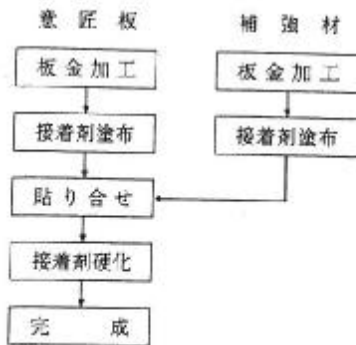 意匠板 補強材
板金加工 板金加工
接着剤塗布 接着剤塗布
貼り合せ
接着剤硬化
完成